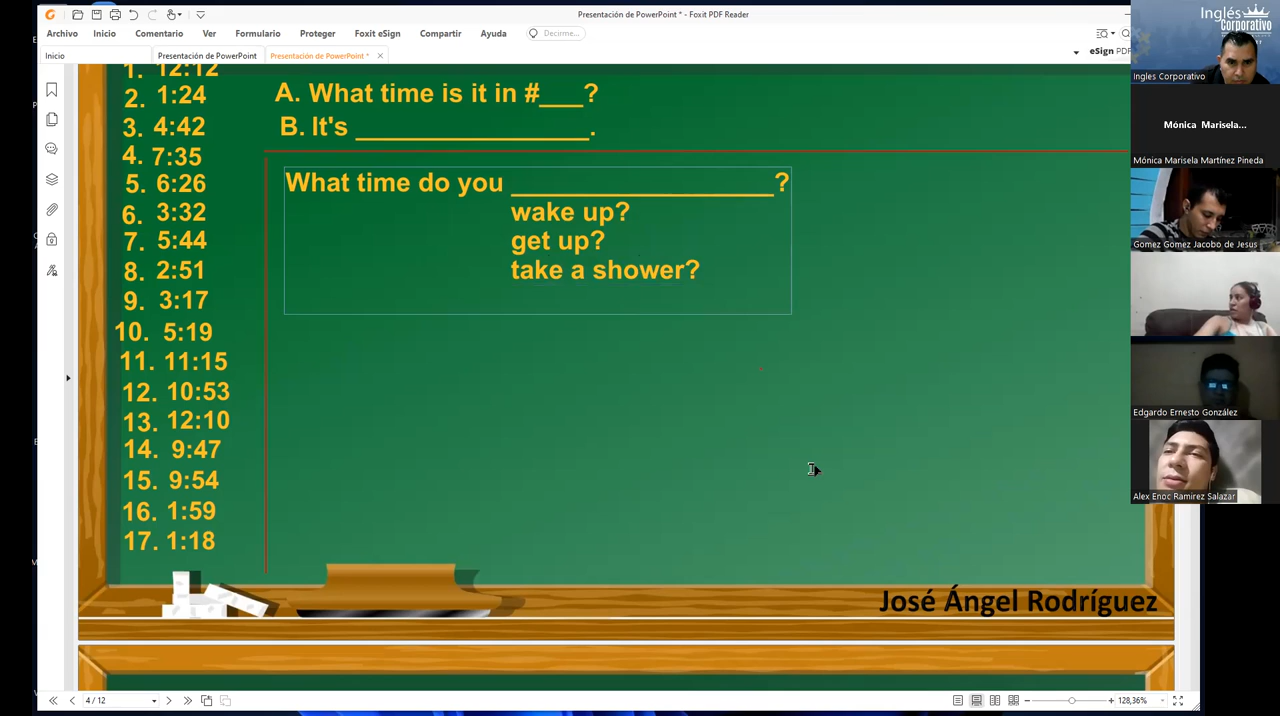 Presentación de PowerPoint * - Foxit PDF Reader
Archivo Inicio Comentario Ver Formulario Proteger Foxit eSign Compartir Ayuda Decirme...
Inicio Presentación de PowerPoint Presentación de PowerPoint *
eSign PDF
1. 12:12
2. 1:24
3. 4:42
4. 7:35
5. 6:26
6. 3:32
7. 5:44
8. 2:51
9. 3:17
10. 5:19
11. 11:15
12. 10:53
13. 12:10
14. 9:47
15. 9:54
16. 1:59
17. 1:18
A. What time is it in #___?
B. It's ________________.
What time do you __________________?
wake up?
get up?
take a shower?
José Ángel Rodríguez
4 / 12
128,36%
Inglés
Corporativo
Ingles Corporativo
Mónica Marisela...
Mónica Marisela Martínez Pineda
Gomez Gomez Jacobo de Jesus
Edgardo Ernesto González
Alex Enoc Ramirez Salazar